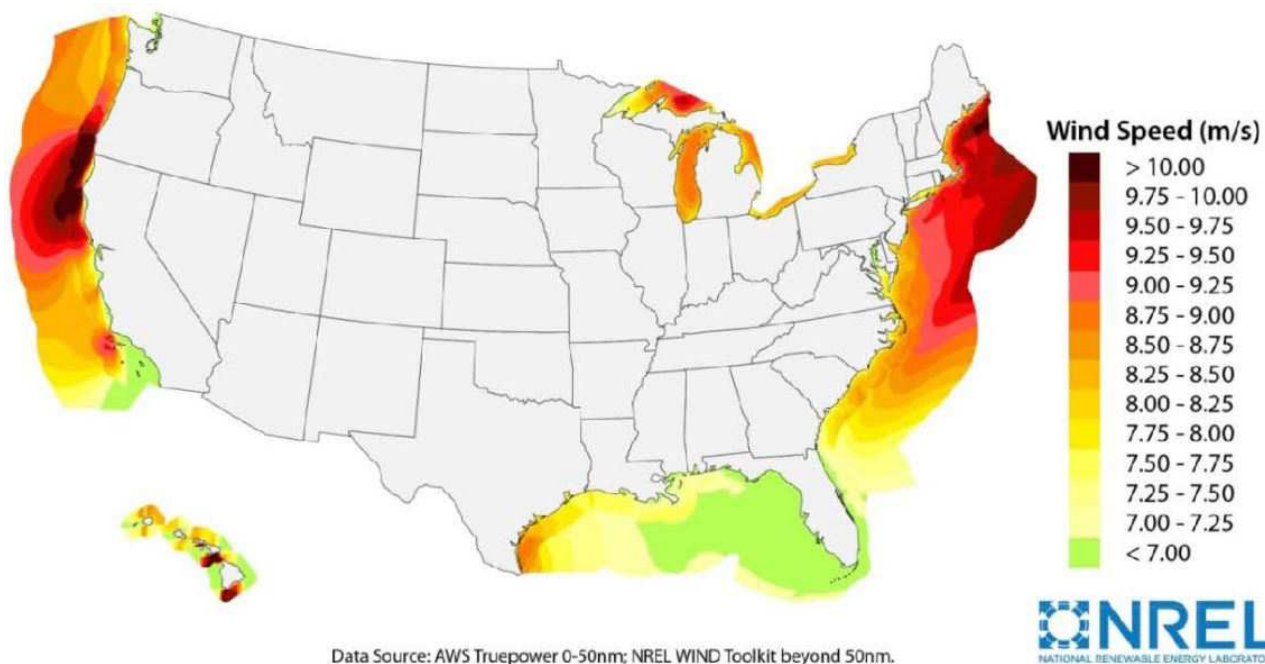 Wind Speed (m/s)
> 10.00
9.75 - 10.00
9.50 - 9.75
9.25 - 9.50
9.00 - 9.25
8.75 - 9.00
8.50 - 8.75
8.25 - 8.50
8.00 - 8.25
7.75 - 8.00
7.50 - 7.75
7.25 - 7.50
7.00 - 7.25
< 7.00
NREL
NATIONAL RENEWABLE ENERGY LABORATO
Data Source: AWS Truepower 0-50nm; NREL WIND Toolkit beyond 50nm.